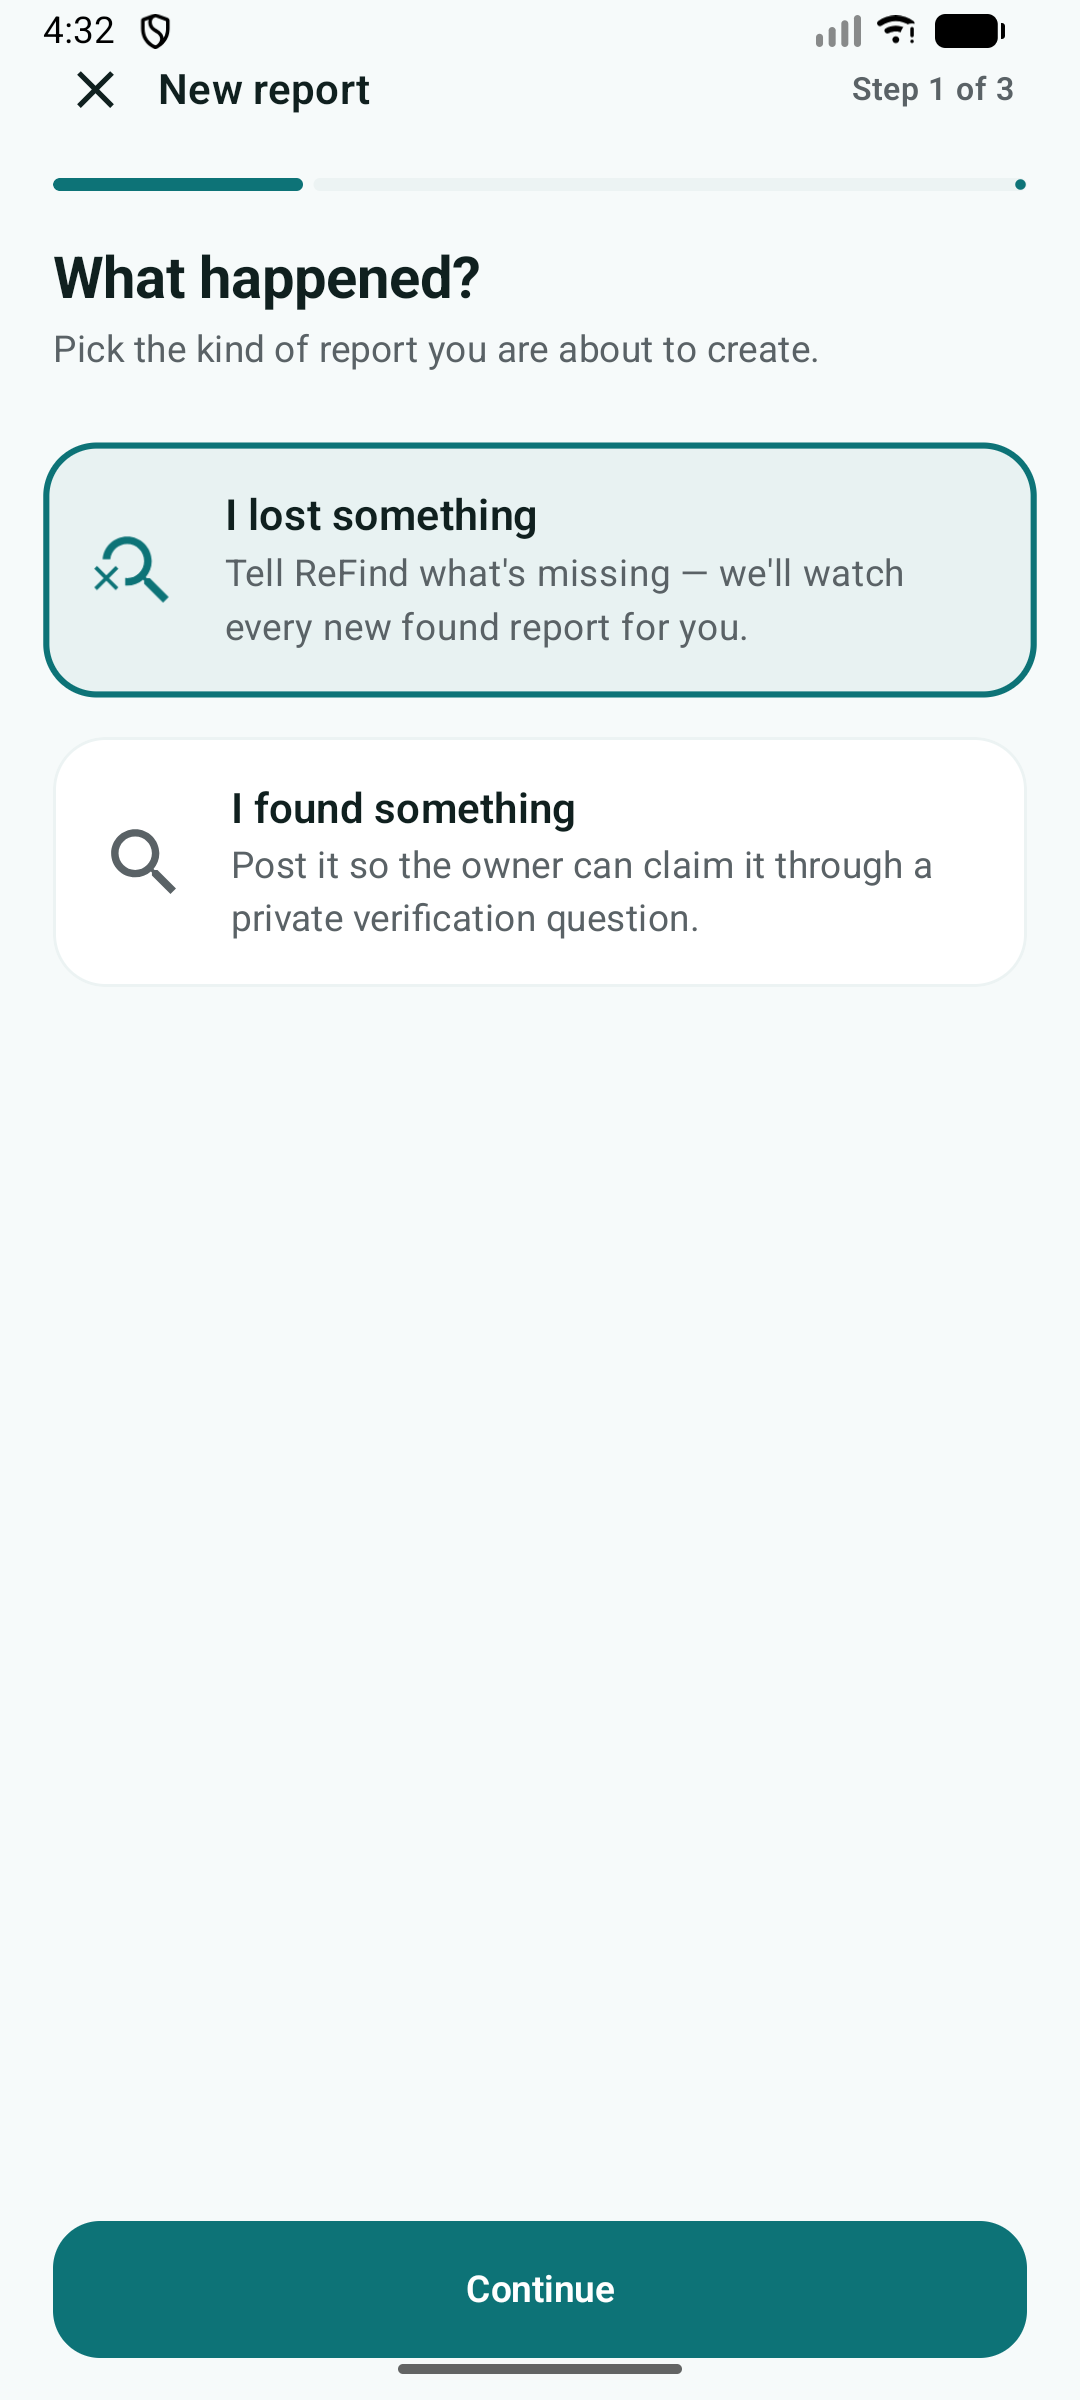 4:32
New report
Step 1 of 3
What happened?
Pick the kind of report you are about to create.
I lost something
Tell ReFind what's missing — we'll watch
every new found report for you.
I found something
Post it so the owner can claim it through a
private verification question.
Continue